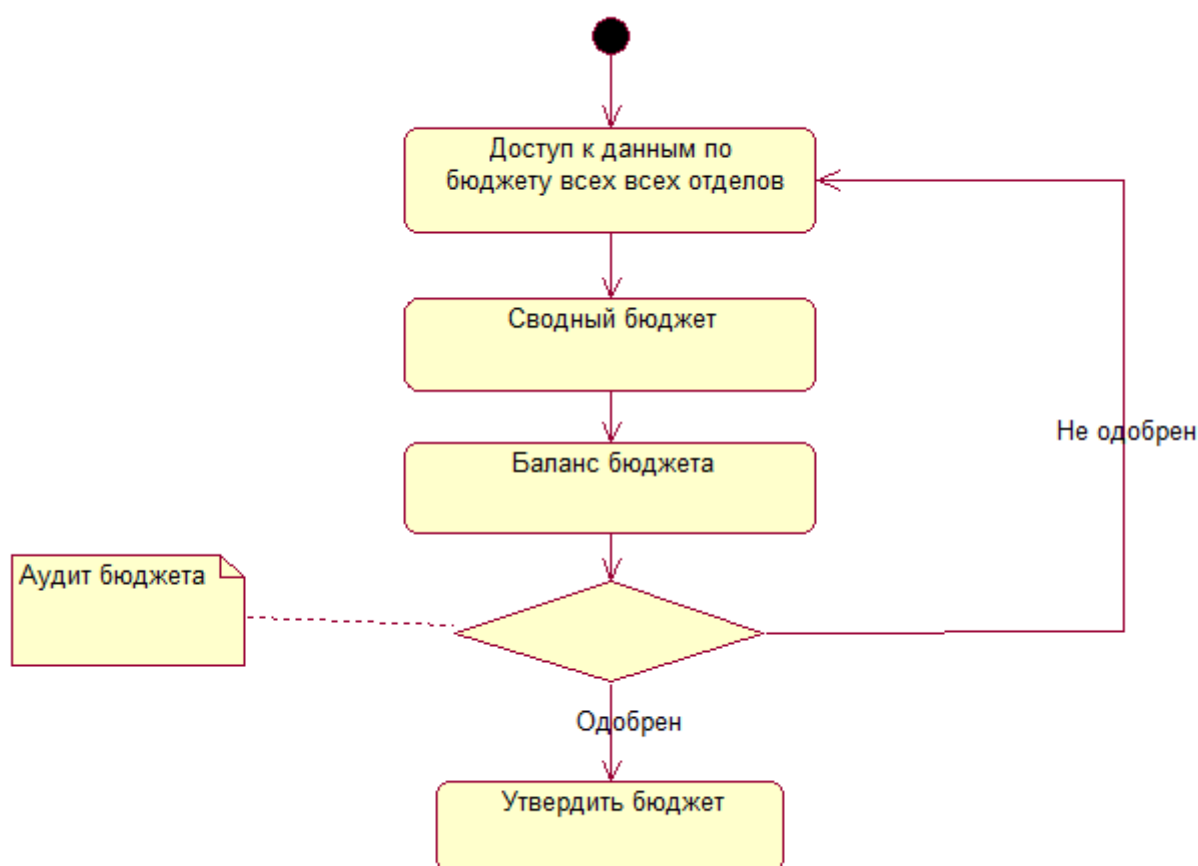 Доступ к данным по
бюджету всех всех отделов
Сводный бюджет
Не одобрен
Баланс бюджета
Аудит бюджета
Одобрен
Утвердить бюджет